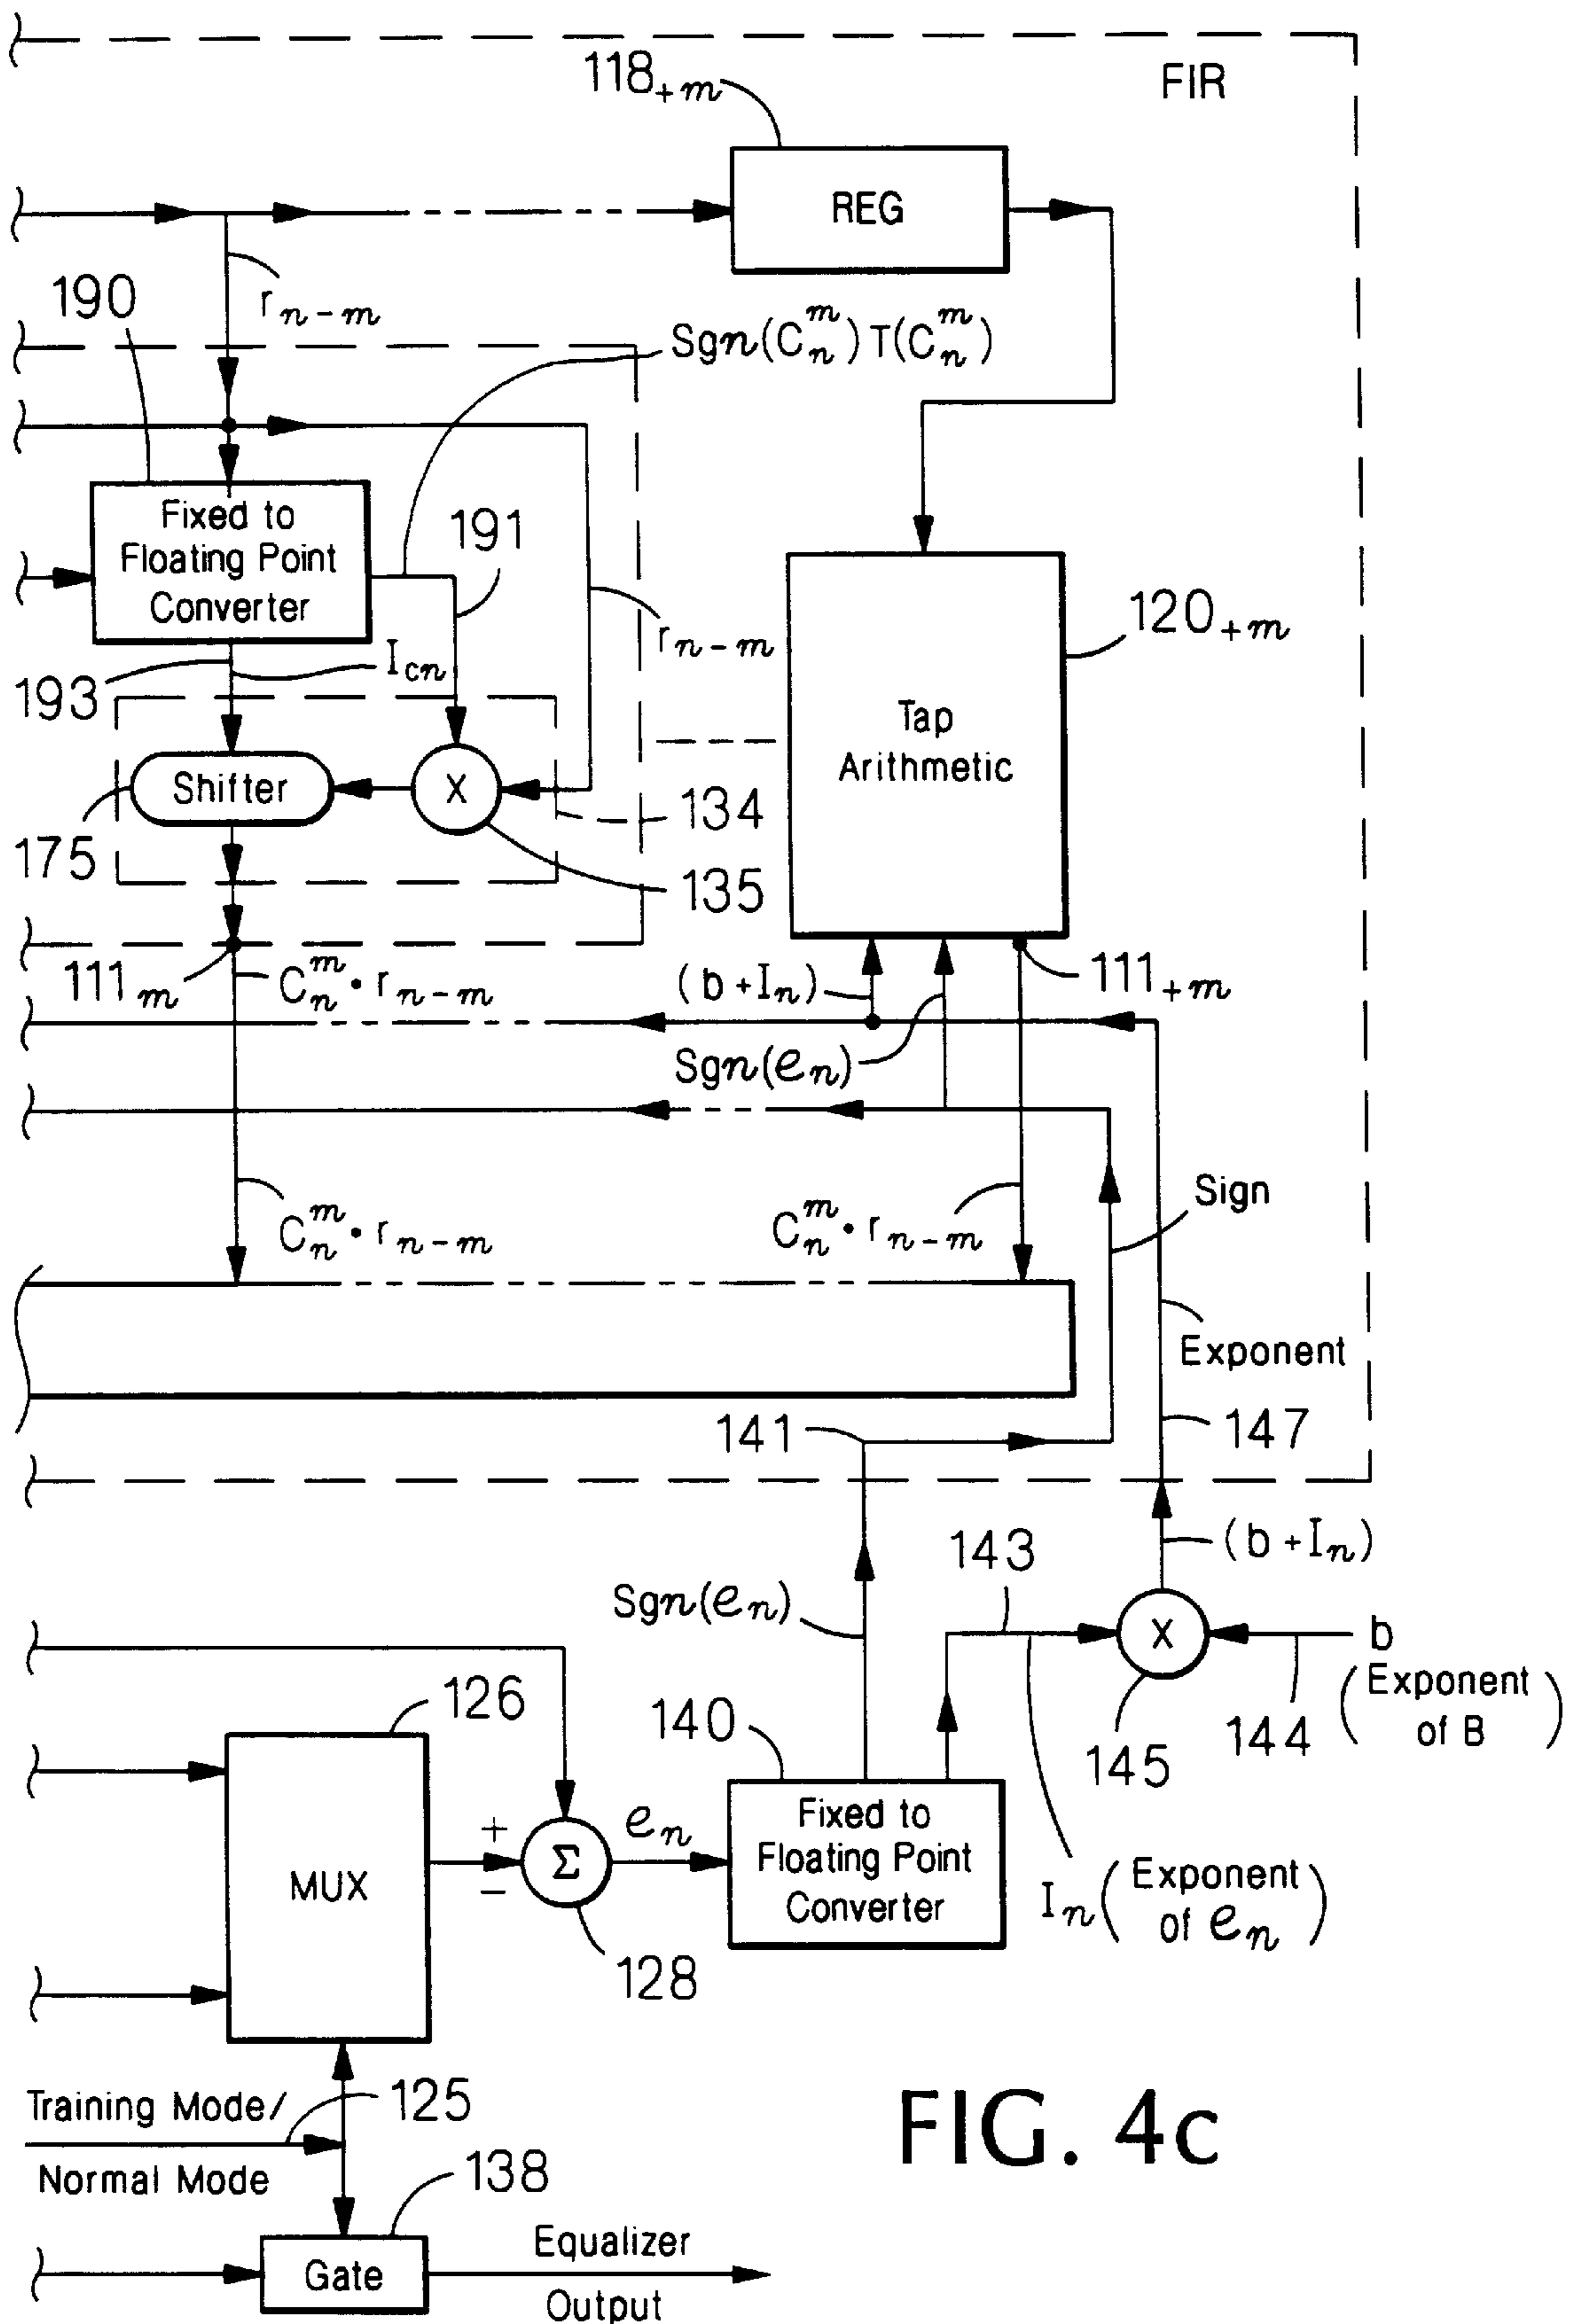 FIR
118+m
REG
190
rn-m
Sgn(Cnm)T(Cnm)
Fixed to
Floating Point
Converter
191
rn-m
120+m
193
Icn
Tap
Arithmetic
Shifter
X
134
175
135
111m
Cnm·rn-m
(b+In)
111+m
Sgn(en)
Sign
Cnm·rn-m
Cnm·rn-m
Exponent
141
147
(b+In)
143
Sgn(en)
X
b
(Exponent
of B)
144
145
126
140
MUX
+
−
Σ
en
Fixed to
Floating Point
Converter
In(Exponent
of en)
128
Training Mode/
Normal Mode
125
138
Gate
Equalizer
Output
FIG. 4c